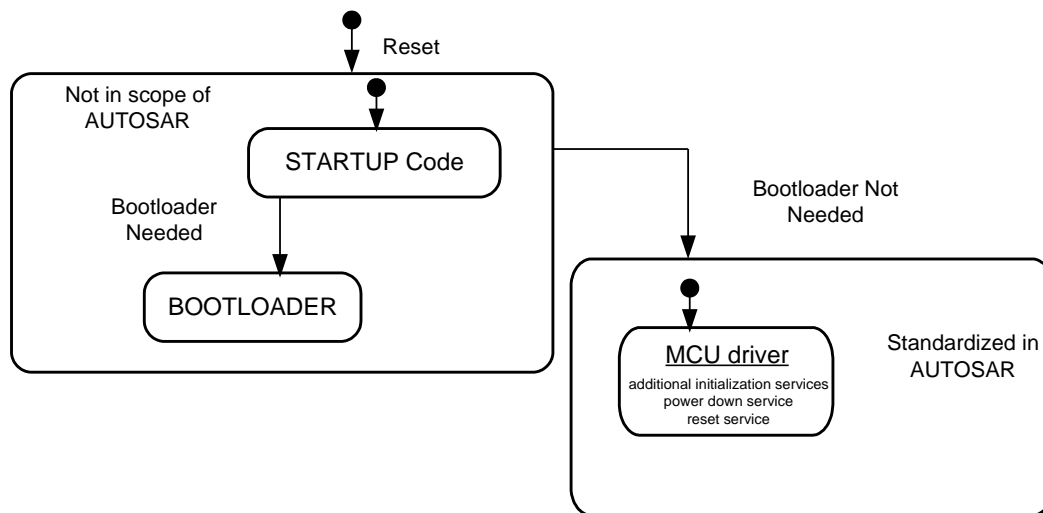 Reset
Not in scope of
AUTOSAR
STARTUP Code
Bootloader
Needed
BOOTLOADER
Bootloader Not
Needed
MCU driver
additional initialization services
power down service
reset service
Standardized in
AUTOSAR